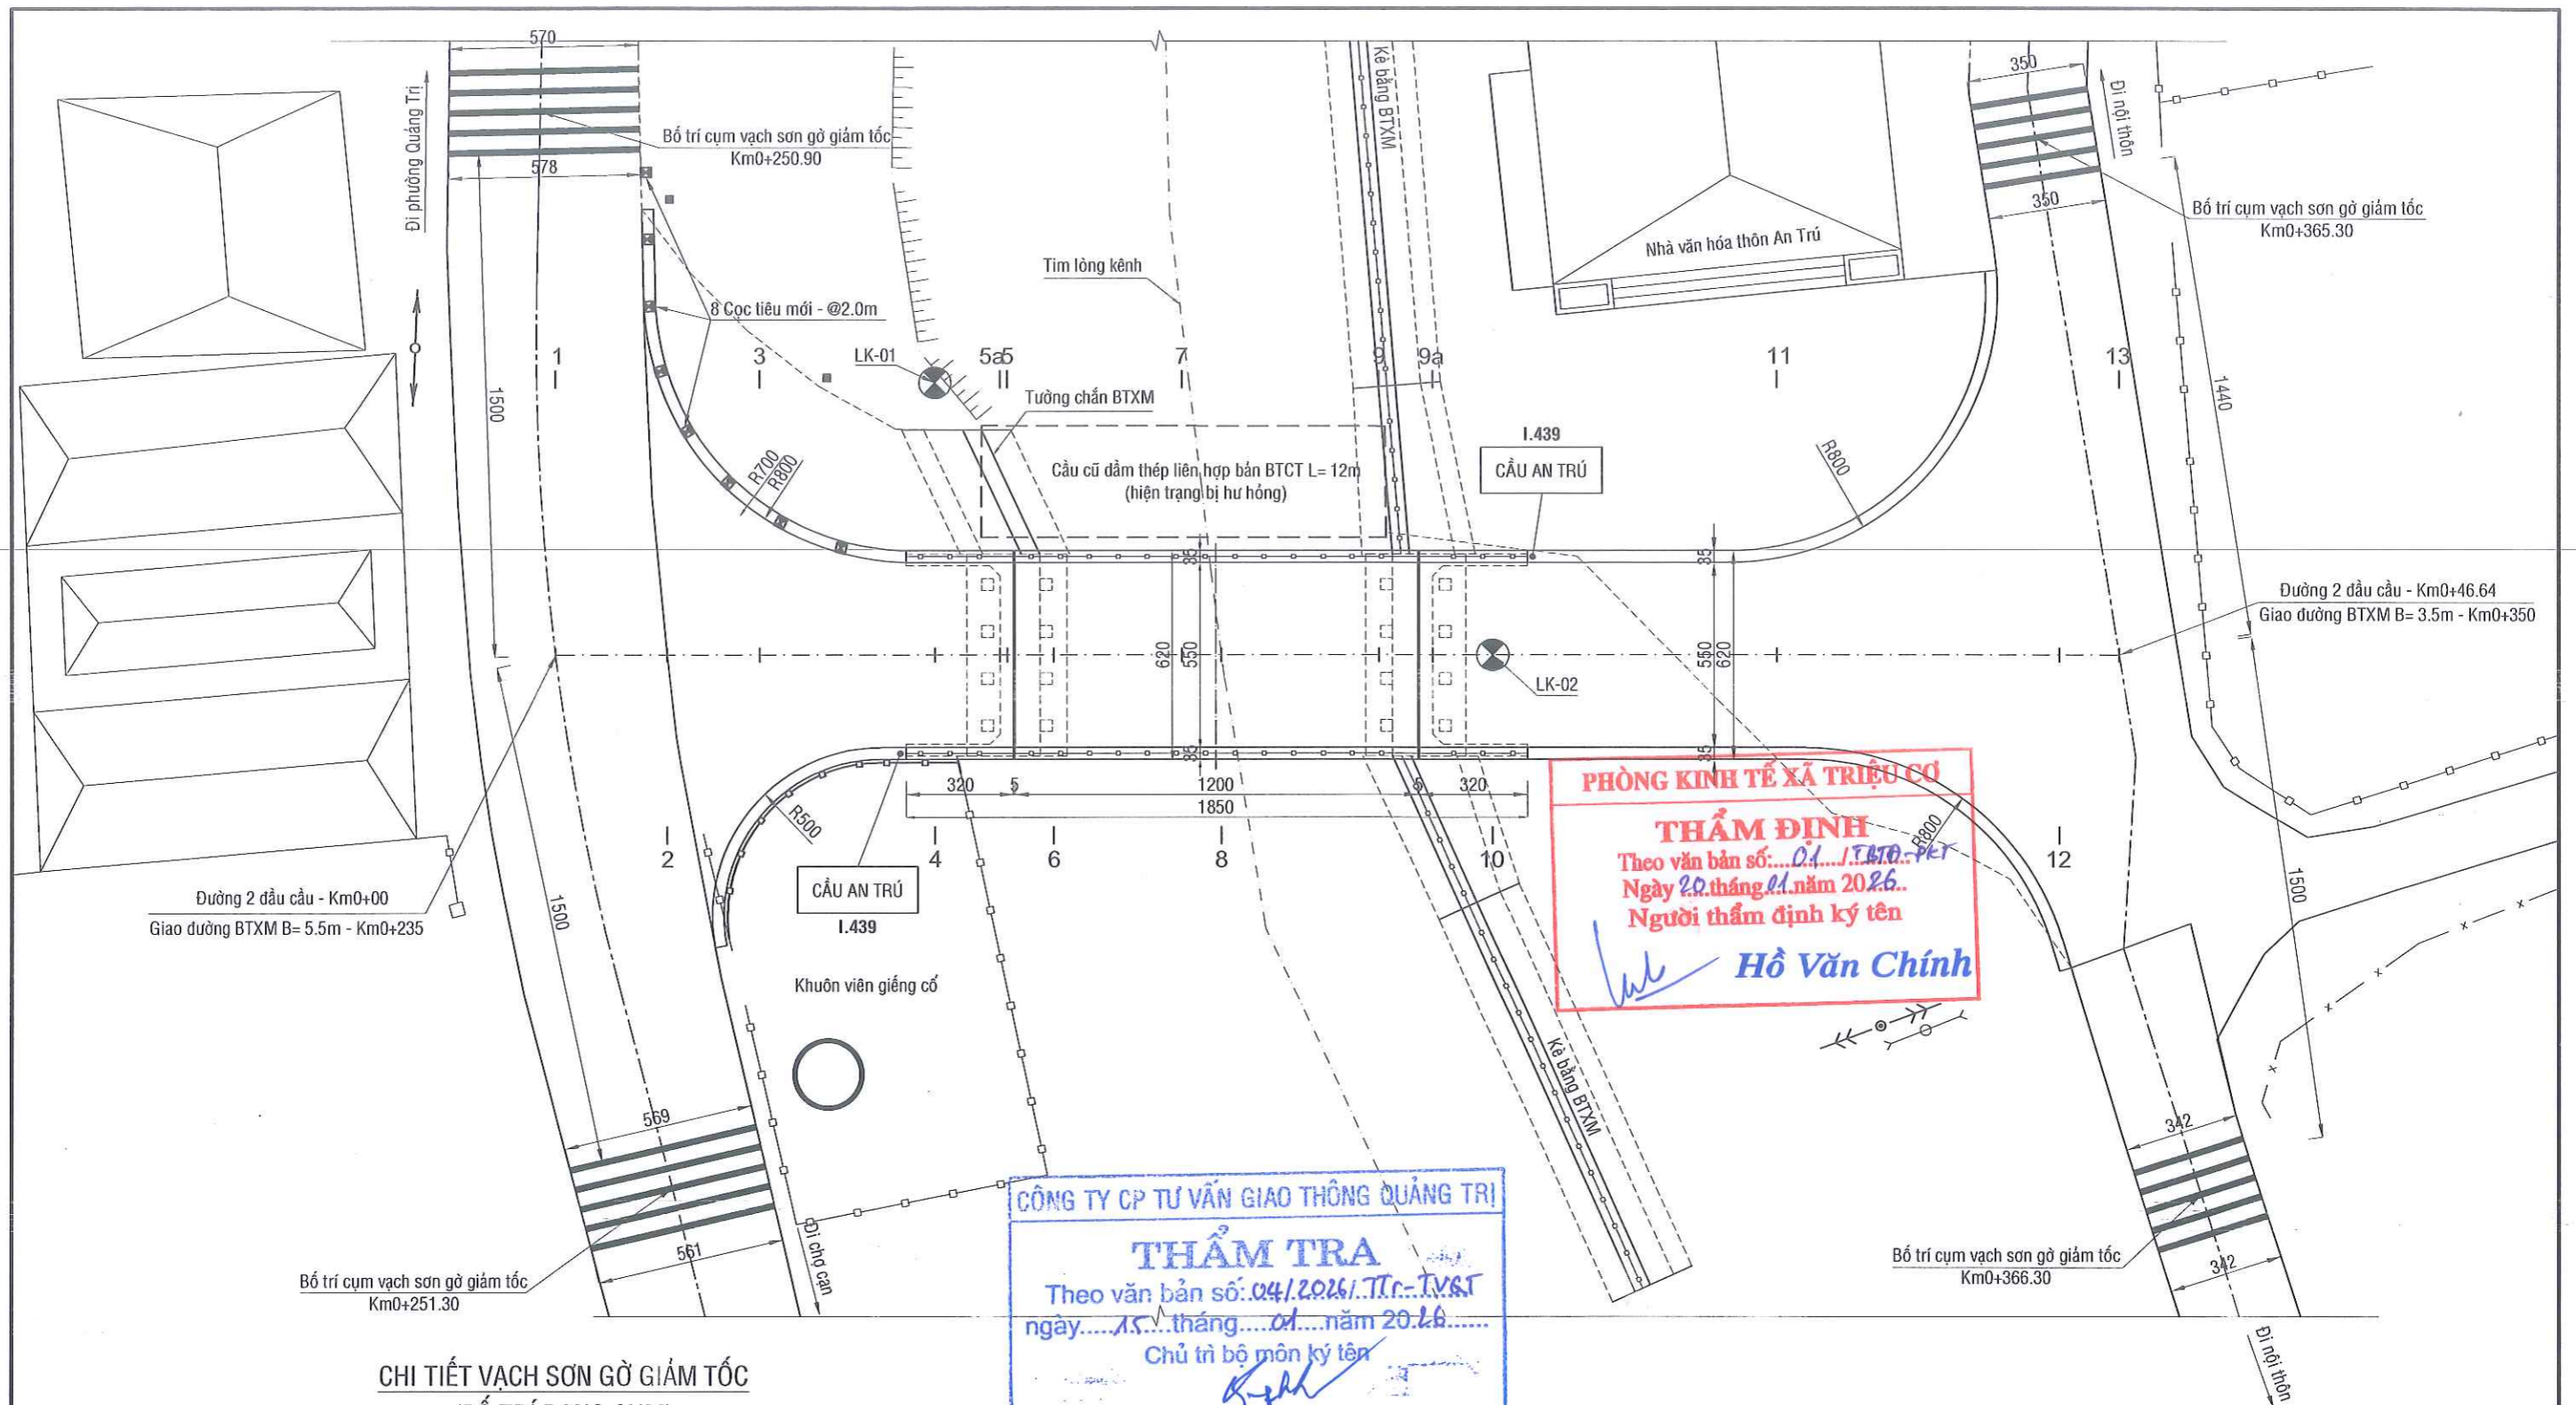 570
Đi phường Quảng Trị
Bố trí cụm vạch sơn gờ giảm tốc
Km0+250.90
578
Kè bằng BTXM
350
Đi nội thôn
Bố trí cụm vạch sơn gờ giảm tốc
Km0+365.30
350
Nhà văn hóa thôn An Trú
Tim lòng kênh
8 Cọc tiêu mới - @2.0m
1
3
LK-01
5a5
7
9
9a
11
13
1500
1440
Tường chắn BTXM
I.439
CẦU AN TRÚ
R700
R800
R800
Cầu cũ dầm thép liên hợp bản BTCT L= 12m
(hiện trạng bị hư hỏng)
35
35
Đường 2 đầu cầu - Km0+46.64
Giao đường BTXM B= 3.5m - Km0+350
620
550
550
620
LK-02
35
35
320
5
1200
5
320
1850
R500
R800
2
4
6
8
10
12
CẦU AN TRÚ
I.439
Đường 2 đầu cầu - Km0+00
Giao đường BTXM B= 5.5m - Km0+235
1500
1500
PHÒNG KINH TẾ XÃ TRIỆU CƠ
THẨM ĐỊNH
Theo văn bản số:....01..../TBTĐ-PKT
Ngày 20 tháng 01 năm 2026
Người thẩm định ký tên
Hồ Văn Chính
Khuôn viên giếng cổ
Kè bằng BTXM
569
561
Đi chợ cạn
342
342
Bố trí cụm vạch sơn gờ giảm tốc
Km0+251.30
Bố trí cụm vạch sơn gờ giảm tốc
Km0+366.30
Đi nội thôn
CÔNG TY CP TƯ VẤN GIAO THÔNG QUẢNG TRỊ
THẨM TRA
Theo văn bản số: 04/2026/TTr-TVGT
ngày.....15....tháng.....01....năm 2026......
Chủ trì bộ môn ký tên
CHI TIẾT VẠCH SƠN GỜ GIẢM TỐC